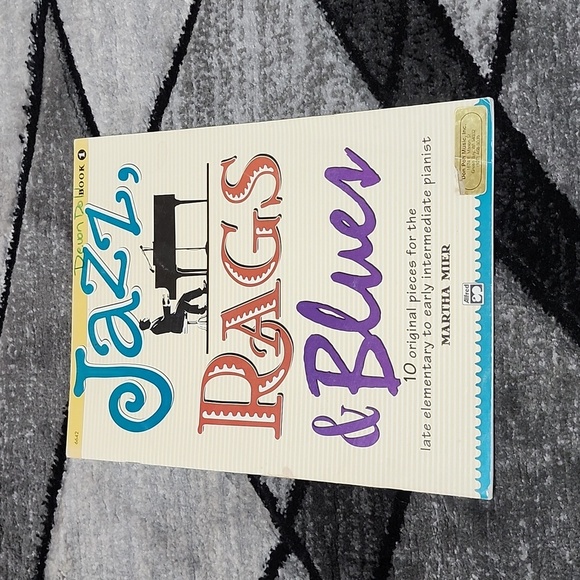 6642
BOOK 1
Jazz,
RAGS
& Blues
10 original pieces for the
late elementary to early intermediate pianist
MARTHA MIER
Alfred